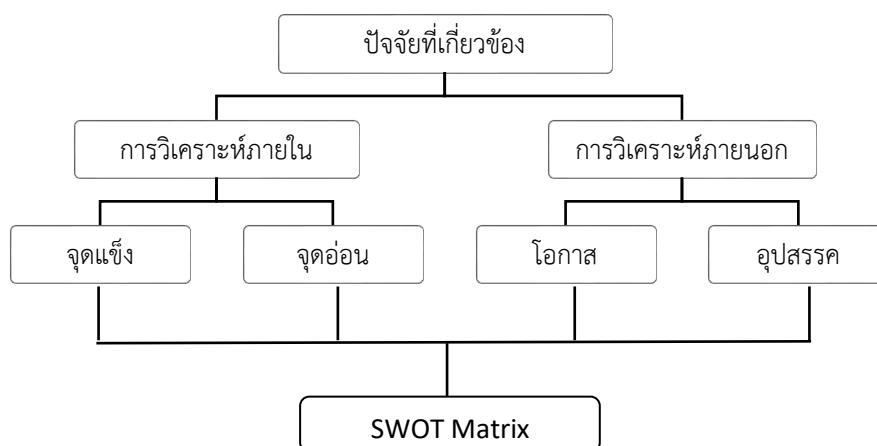 ปัจจัยที่เกี่ยวข้อง
การวิเคราะห์ภายใน
การวิเคราะห์ภายนอก
จุดแข็ง
จุดอ่อน
โอกาส
อุปสรรค
SWOT Matrix